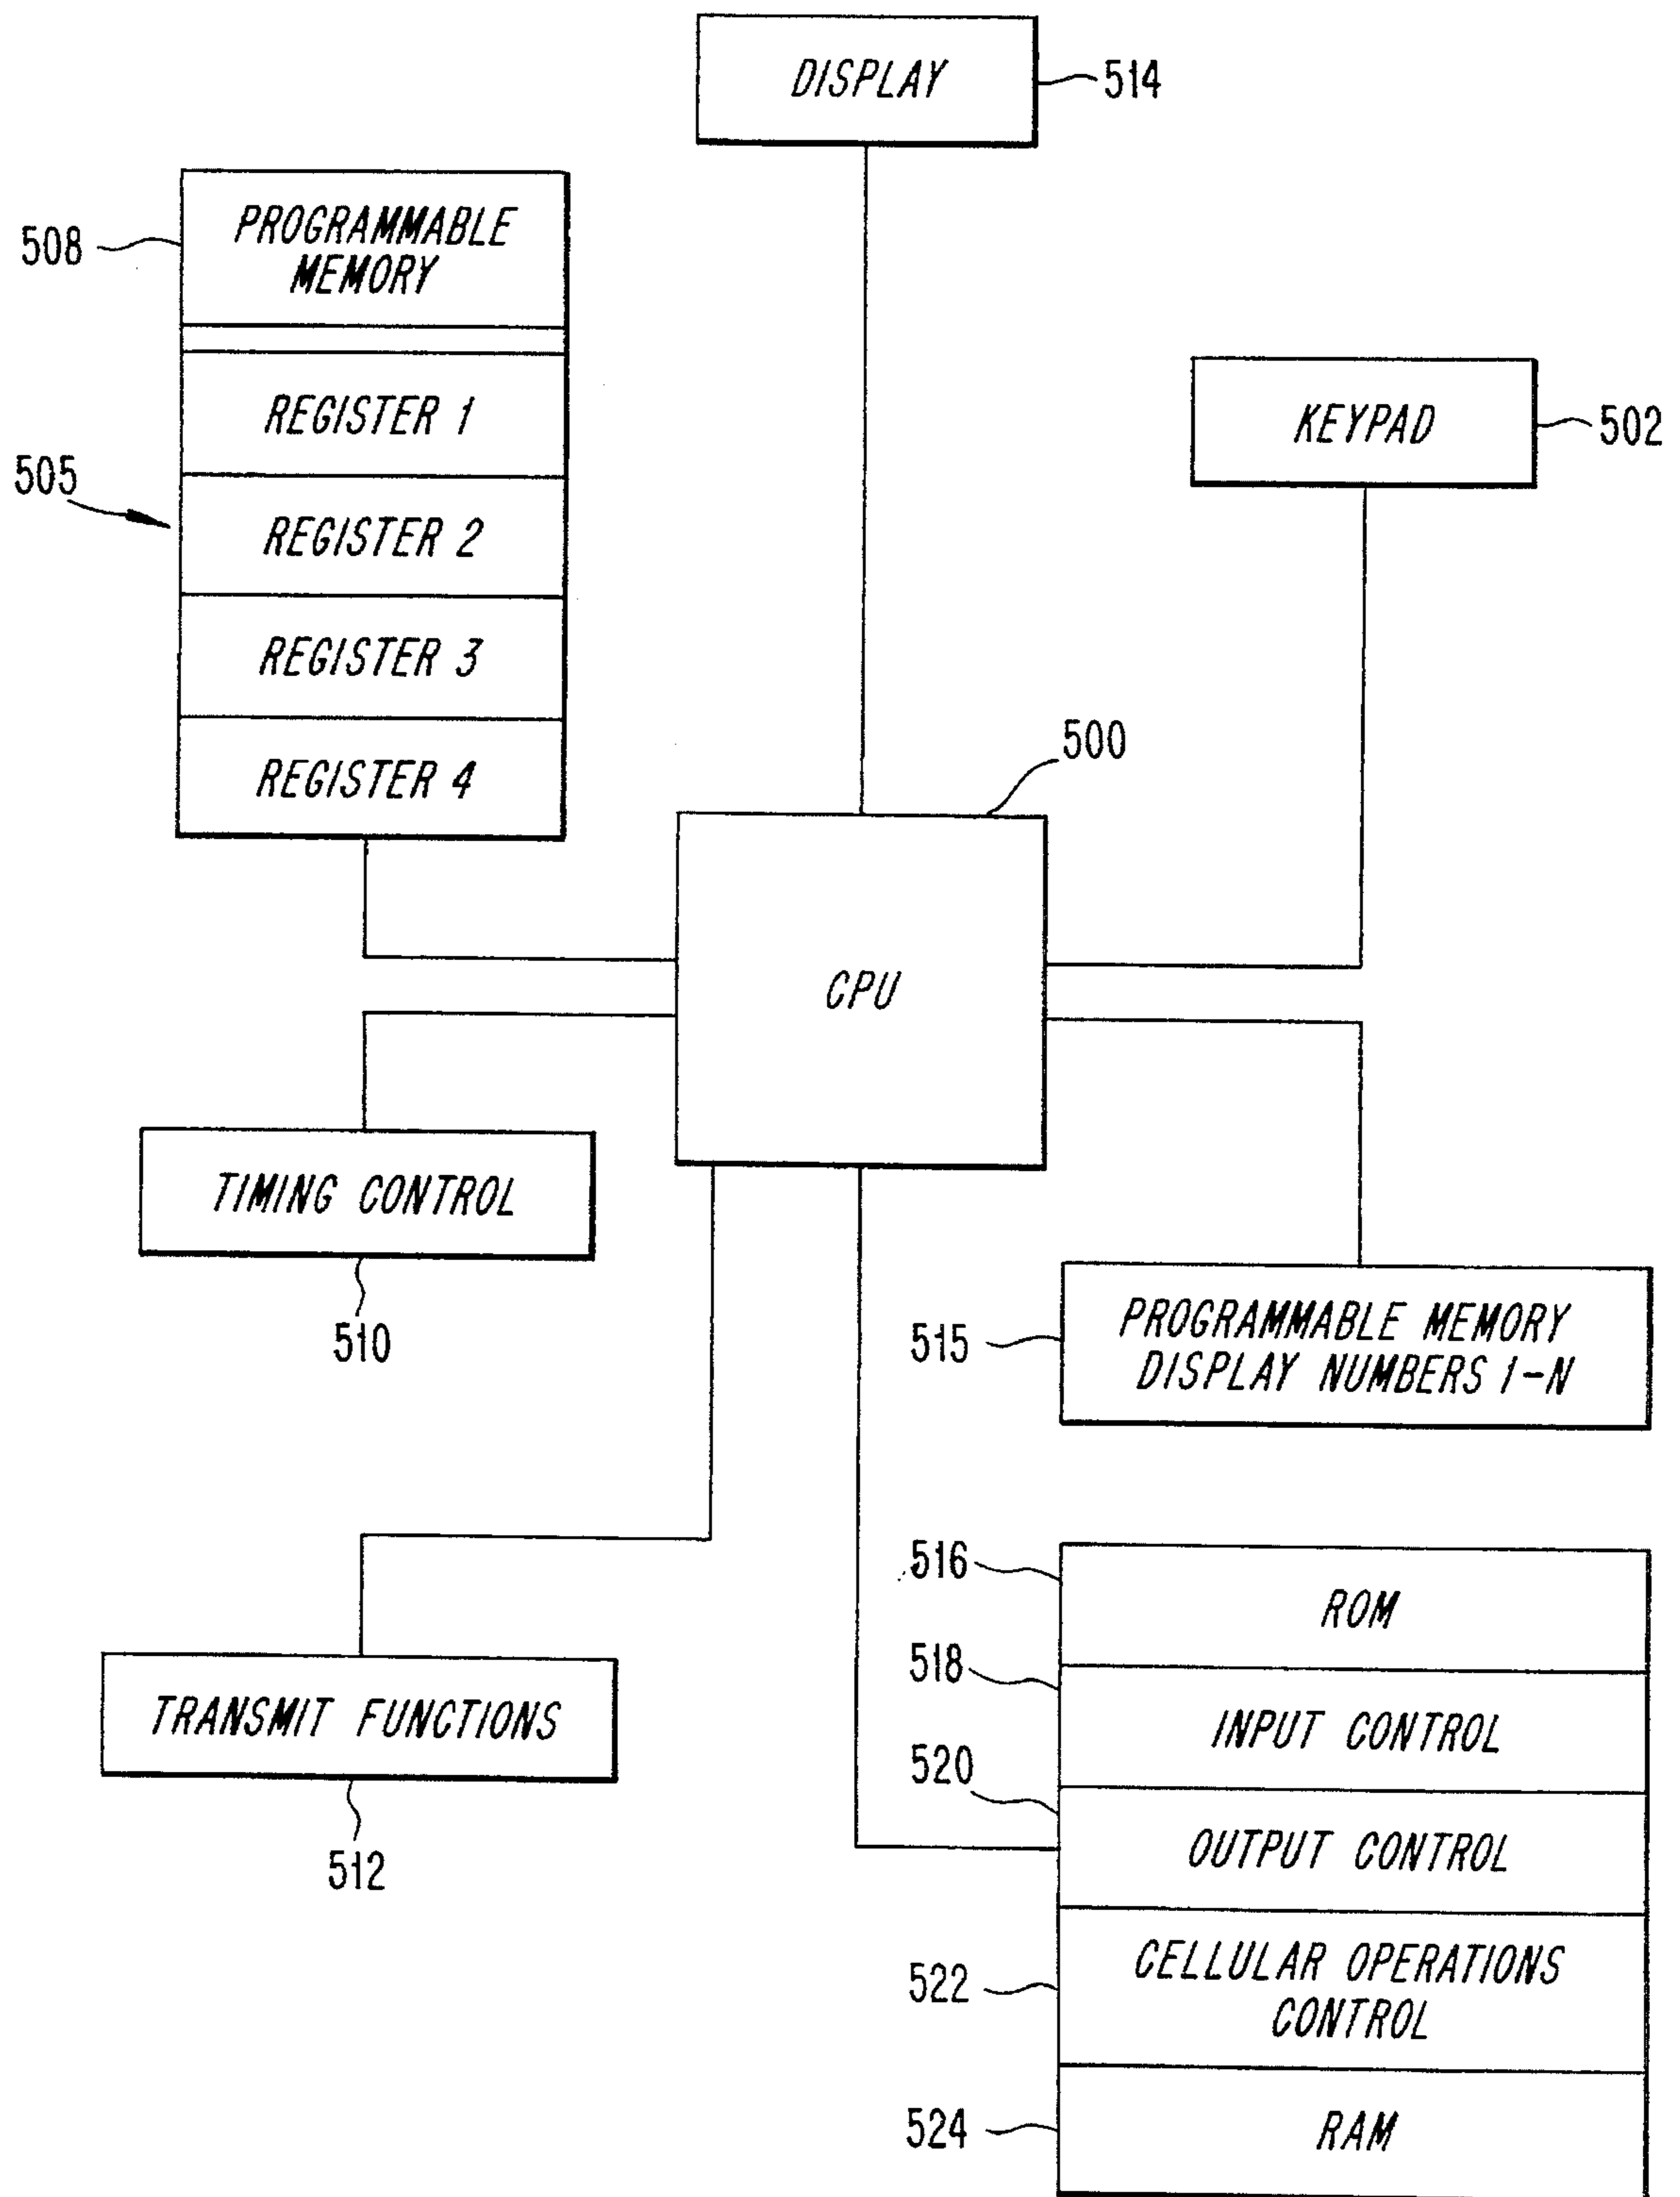 DISPLAY
514
508
PROGRAMMABLE
MEMORY
REGISTER 1
505
REGISTER 2
REGISTER 3
REGISTER 4
KEYPAD
502
500
CPU
TIMING CONTROL
510
515
PROGRAMMABLE MEMORY
DISPLAY NUMBERS 1-N
TRANSMIT FUNCTIONS
512
516
ROM
518
INPUT CONTROL
520
OUTPUT CONTROL
522
CELLULAR OPERATIONS
CONTROL
524
RAM